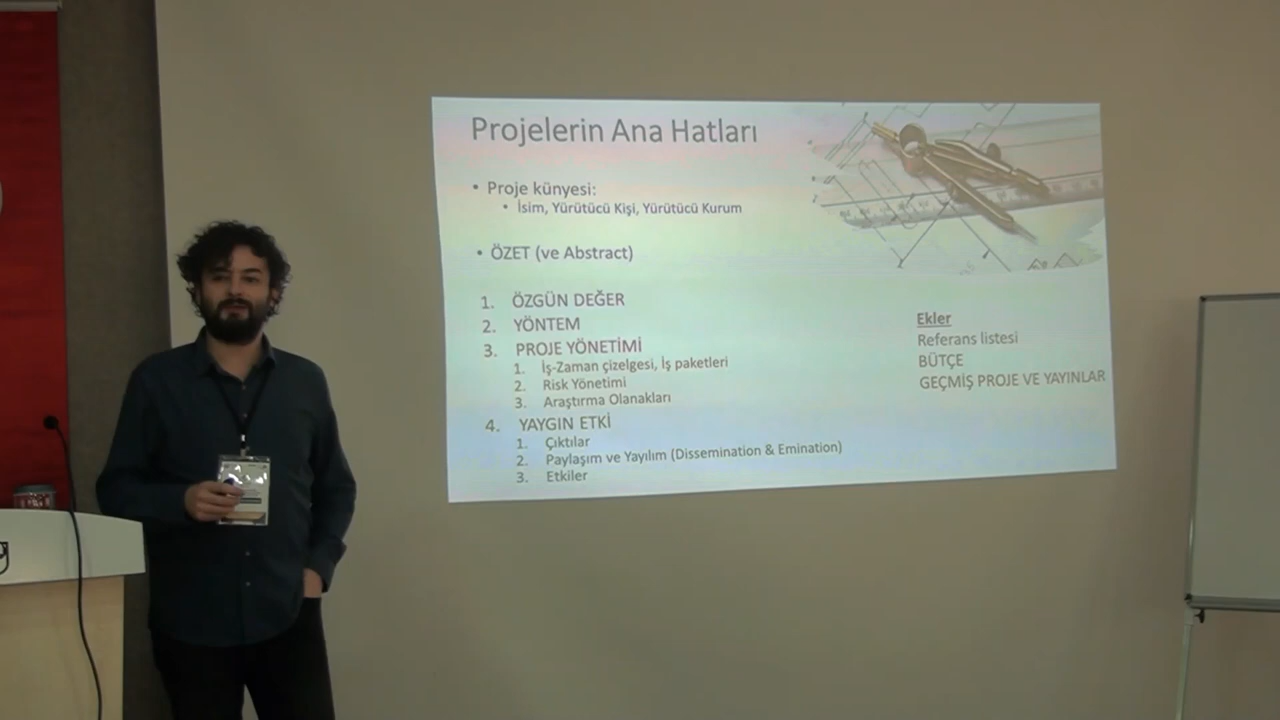 Projelerin Ana Hatları
• Proje künyesi:
• İsim, Yürütücü Kişi, Yürütücü Kurum
• ÖZET (ve Abstract)
1. ÖZGÜN DEĞER
2. YÖNTEM
3. PROJE YÖNETİMİ
1. İş-Zaman çizelgesi, İş paketleri
2. Risk Yönetimi
3. Araştırma Olanakları
4. YAYGIN ETKİ
1. Çıktılar
2. Paylaşım ve Yayılım (Dissemination & Emination)
3. Etkiler
Ekler
Referans listesi
BÜTÇE
GEÇMİŞ PROJE VE YAYINLAR